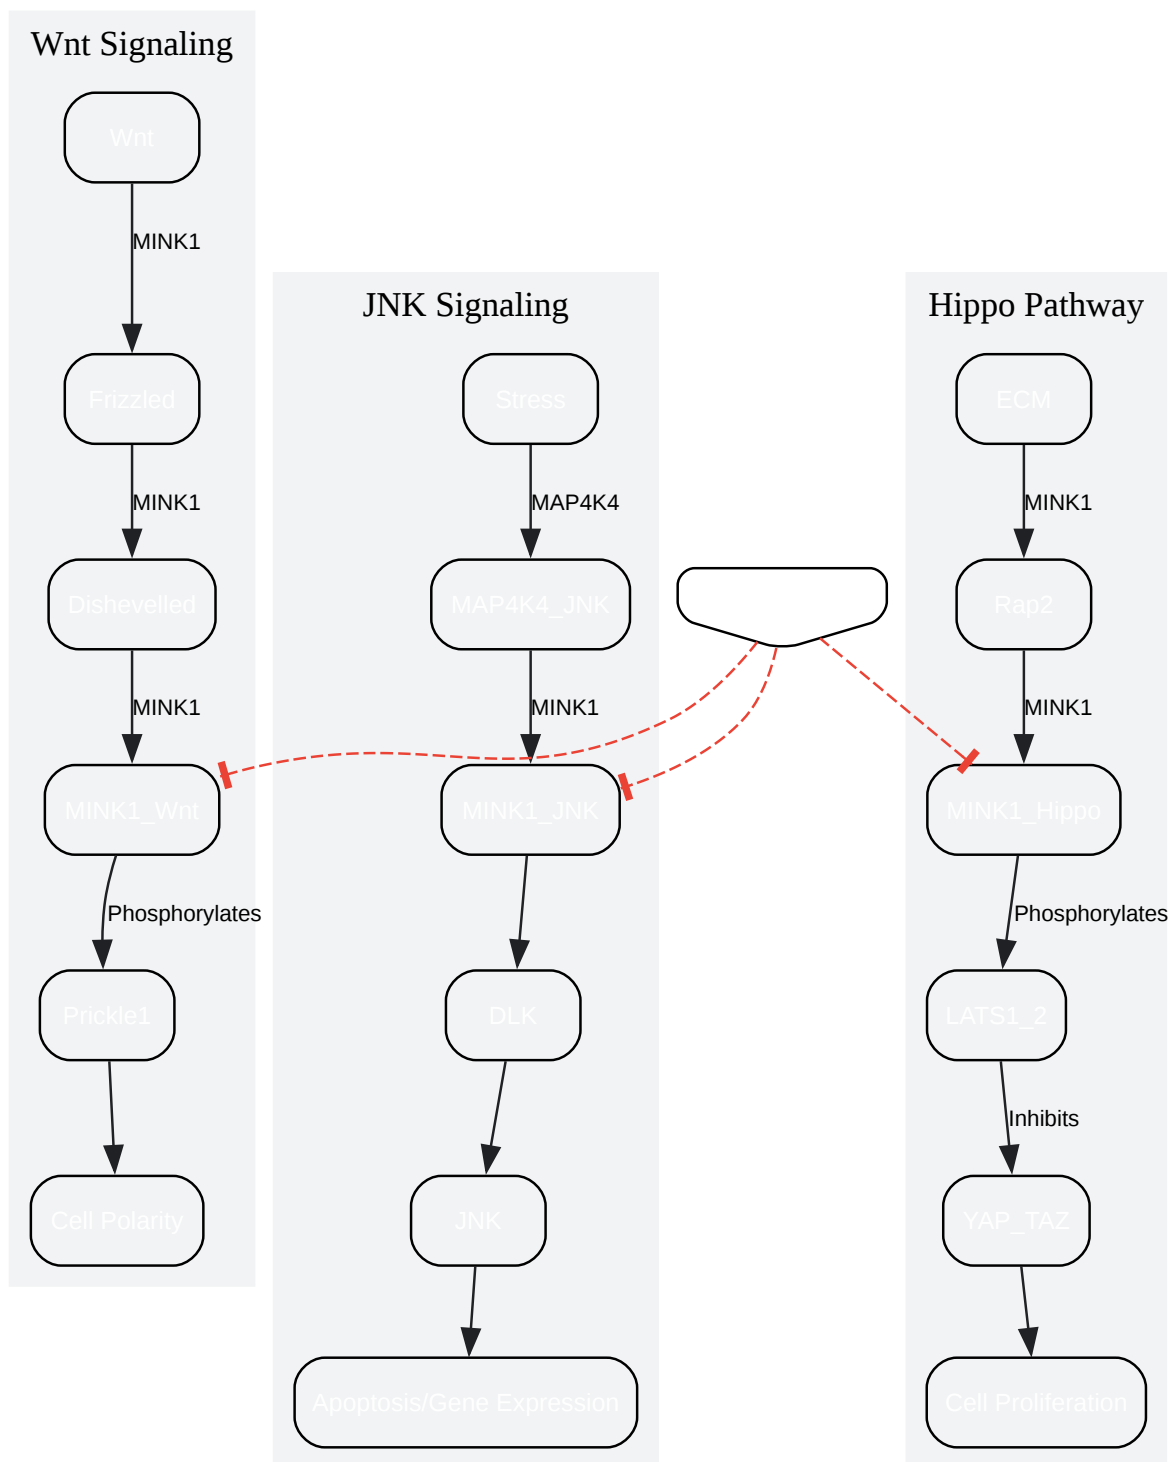 Wnt Signaling
Wnt
MINK1
Frizzled
MINK1
Dishevelled
MINK1
MINK1_Wnt
Phosphorylates
Prickle1
Cell Polarity
JNK Signaling
Stress
MAP4K4
MAP4K4_JNK
MINK1
MINK1_JNK
DLK
JNK
Apoptosis/Gene Expression
Hippo Pathway
ECM
MINK1
Rap2
MINK1
MINK1_Hippo
Phosphorylates
LATS1_2
Inhibits
YAP_TAZ
Cell Proliferation